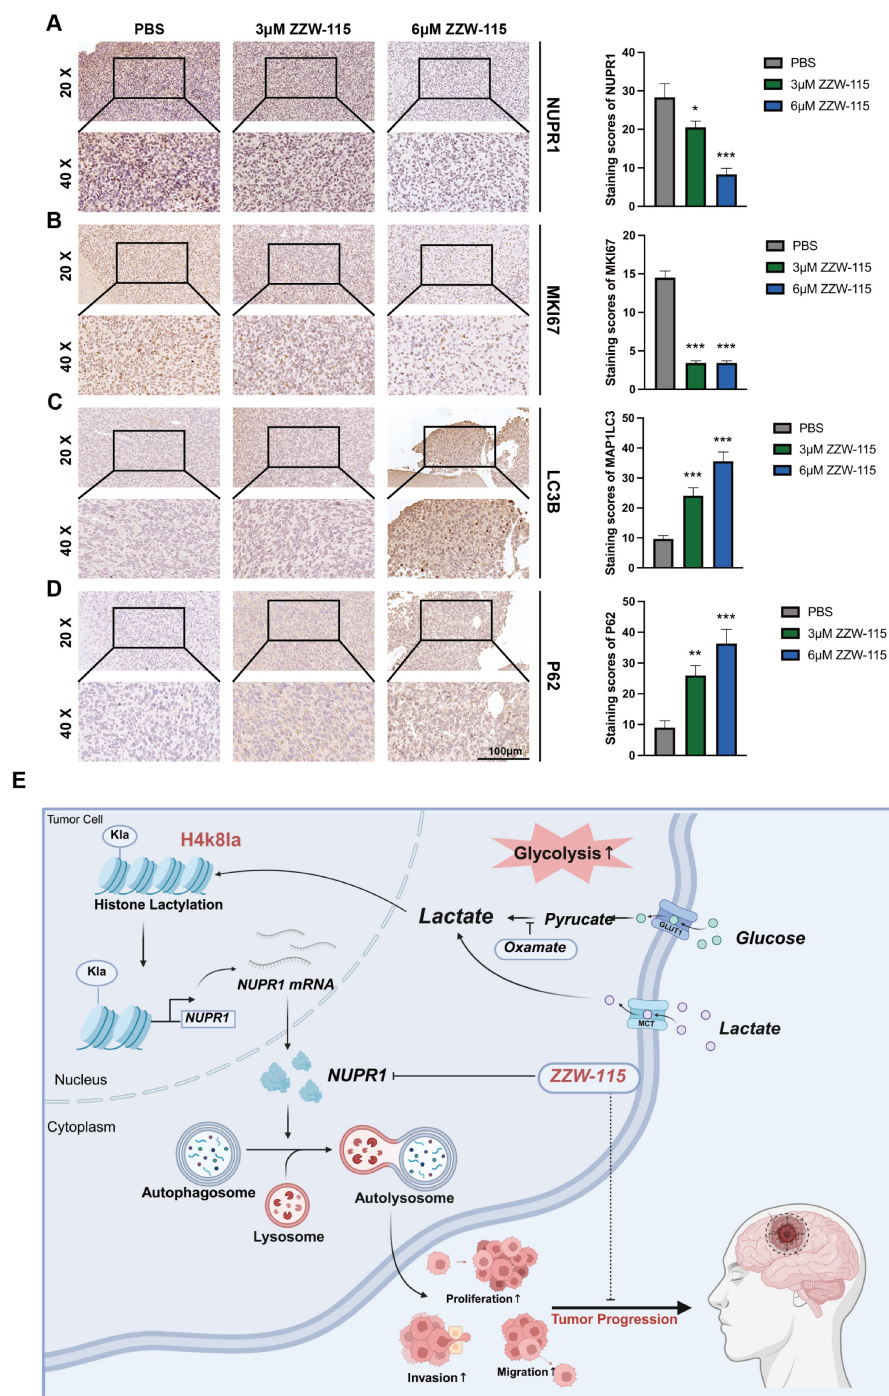 A
PBS
3µM ZZW-115
6µM ZZW-115
20 X
40 X
NUPR1
Staining scores of NUPR1
40
30
20
10
0
*
***
PBS
3µM ZZW-115
6µM ZZW-115
B
20 X
40 X
MKI67
Staining scores of MKI67
20
15
10
5
0
***
***
PBS
3µM ZZW-115
6µM ZZW-115
C
20 X
40 X
LC3B
Staining scores of MAP1LC3
50
40
30
20
10
0
***
***
PBS
3µM ZZW-115
6µM ZZW-115
D
20 X
40 X
100µm
P62
Staining scores of P62
50
40
30
20
10
0
**
***
PBS
3µM ZZW-115
6µM ZZW-115
E
Tumor Cell
Kla
H4k8la
Histone Lactylation
Glycolysis↑
Lactate
Pyrucate
Oxamate
GLUT1
Glucose
Kla
NUPR1
NUPR1 mRNA
MCT
Lactate
Nucleus
NUPR1
ZZW-115
Cytoplasm
Autophagosome
Lysosome
Autolysosome
Proliferation↑
Invasion↑
Migration↑
Tumor Progression